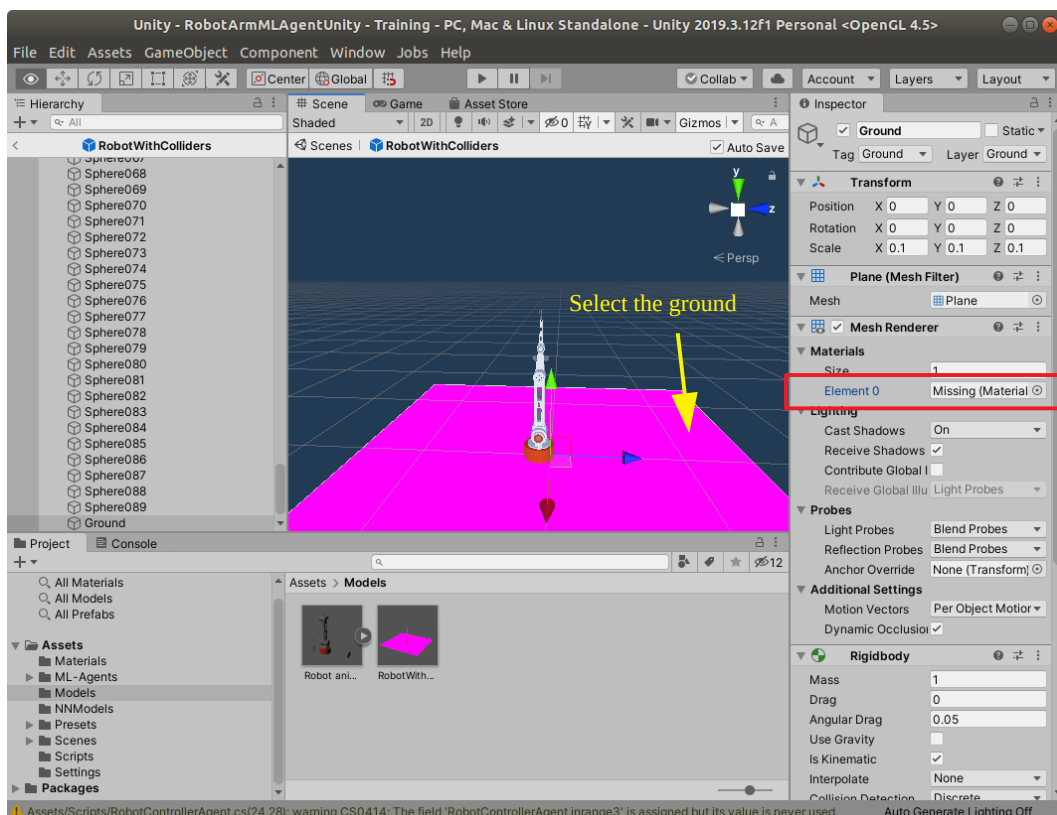 Unity - RobotArmMLAgentUnity - Training - PC, Mac & Linux Standalone - Unity 2019.3.12f1 Personal <OpenGL 4.5>
File Edit Assets GameObject Component Window Jobs Help
Center Global Collab Account Layers Layout
Hierarchy
All
RobotWithColliders
Sphere067
Sphere068
Sphere069
Sphere070
Sphere071
Sphere072
Sphere073
Sphere074
Sphere075
Sphere076
Sphere077
Sphere078
Sphere079
Sphere080
Sphere081
Sphere082
Sphere083
Sphere084
Sphere085
Sphere086
Sphere087
Sphere088
Sphere089
Ground
Scene Game Asset Store
Shaded 2D 0 Gizmos A
Scenes RobotWithColliders Auto Save
y
z
Persp
Select the ground
Inspector
Ground Static
Tag Ground Layer Ground
Transform
Position X 0 Y 0 Z 0
Rotation X 0 Y 0 Z 0
Scale X 0.1 Y 0.1 Z 0.1
Plane (Mesh Filter)
Mesh Plane
Mesh Renderer
Materials
Size 1
Element 0 Missing (Material
Lighting
Cast Shadows On
Receive Shadows
Contribute Global I
Receive Global Illu Light Probes
Probes
Light Probes Blend Probes
Reflection Probes Blend Probes
Anchor Override None (Transform)
Additional Settings
Motion Vectors Per Object Motior
Dynamic Occlusio
Rigidbody
Mass 1
Drag 0
Angular Drag 0.05
Use Gravity
Is Kinematic
Interpolate None
Collision Detection Discrete
Project Console
12
All Materials
All Models
All Prefabs
Assets
Materials
ML-Agents
Models
NNModels
Presets
Scenes
Scripts
Settings
Packages
Assets > Models
Robot ani...
RobotWith...
Assets/Scripts/RobotControllerAgent.cs(24,28): warning CS0414: The field 'RobotControllerAgent.inrange3' is assigned but its value is never used
Auto Generate Lighting Off